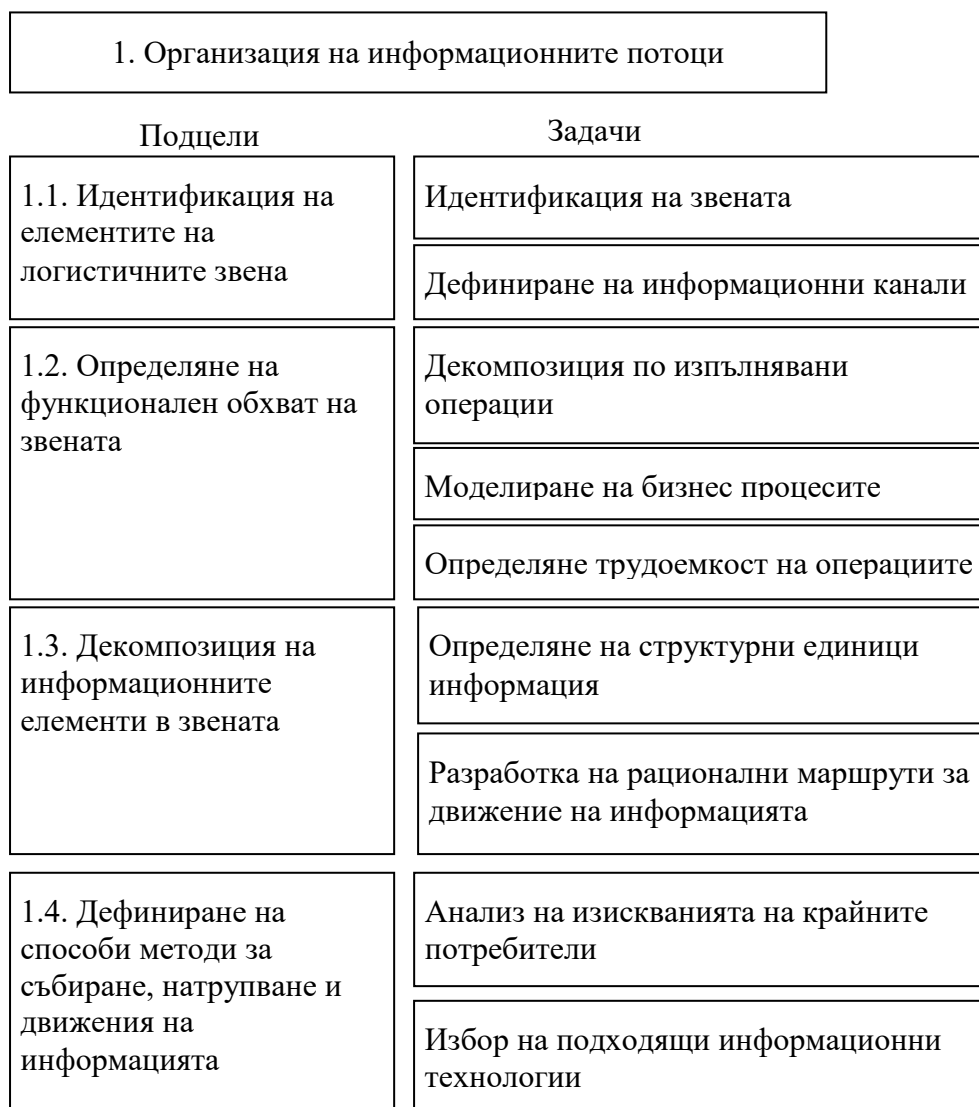 1. Организация на информационните потоци
Подцели
Задачи
1.1. Идентификация на
елементите на
логистичните звена
Идентификация на звената
Дефиниране на информационни канали
1.2. Определяне на
функционален обхват на
звената
Декомпозиция по изпълнявани
операции
Моделиране на бизнес процесите
Определяне трудоемкост на операциите
1.3. Декомпозиция на
информационните
елементи в звената
Определяне на структурни единици
информация
Разработка на рационални маршрути за
движение на информацията
1.4. Дефиниране на
способи методи за
събиране, натрупване и
движения на
информацията
Анализ на изискванията на крайните
потребители
Избор на подходящи информационни
технологии